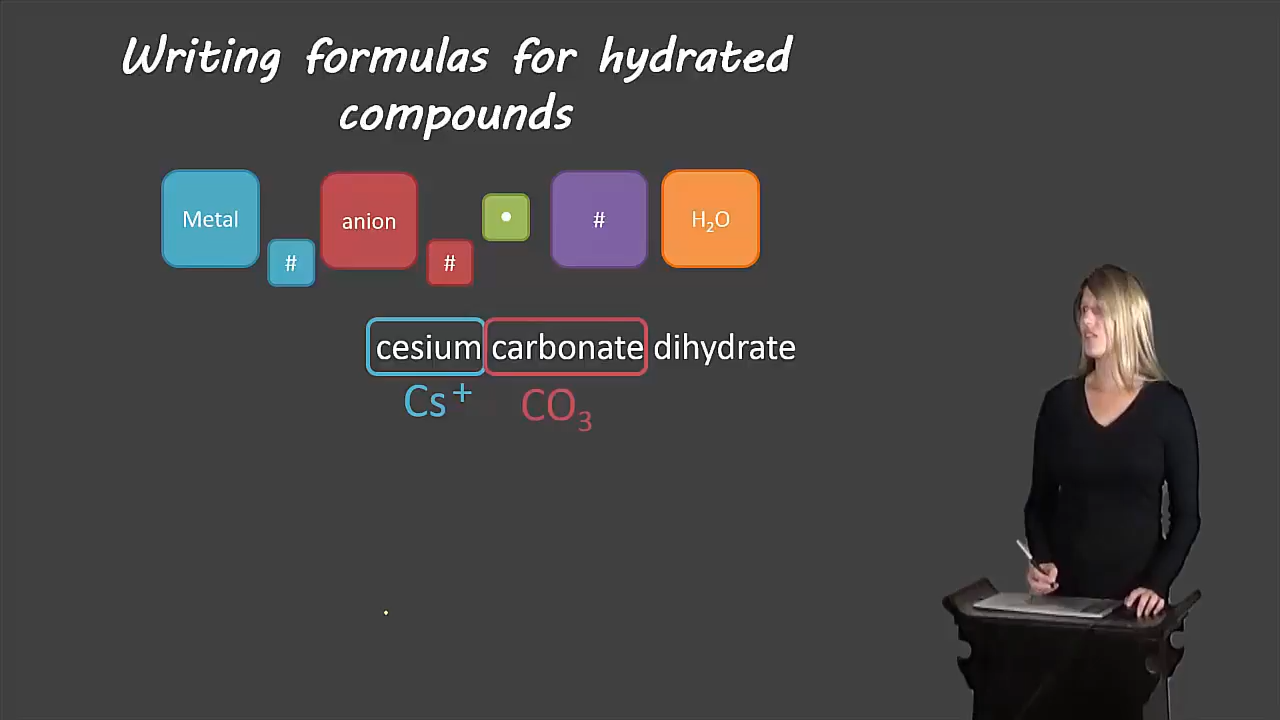 Writing formulas for hydrated
compounds
Metal # anion # • # H₂O
cesium carbonate dihydrate
Cs⁺ CO₃